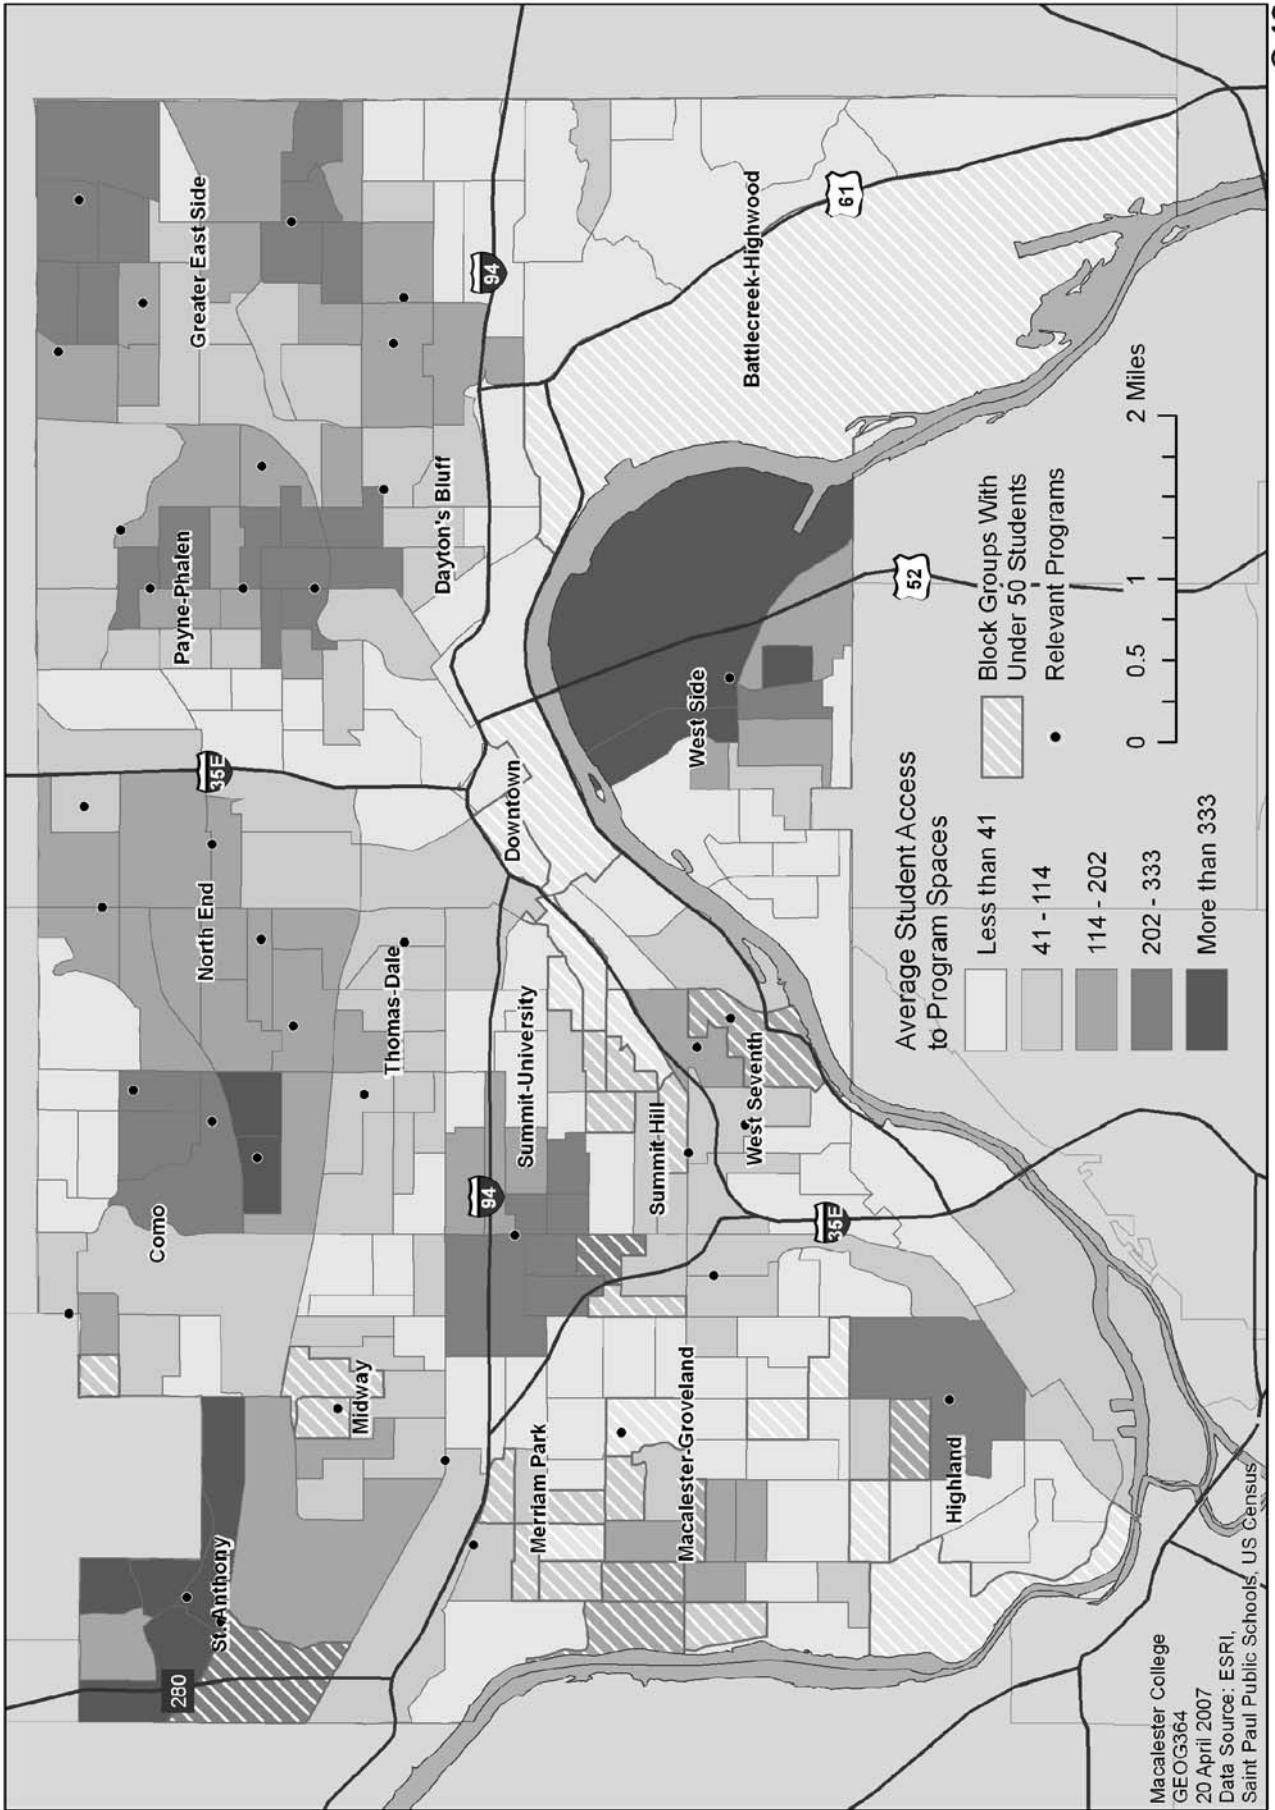 280
St. Anthony
Como
North End
35E
Payne-Phalen
Greater East Side
Midway
Thomas-Dale
Dayton's Bluff
94
94
Merriam Park
Summit-University
Downtown
Macalester-Groveland
Summit Hill
West Seventh
West Side
Battlecreek-Highwood
61
35E
52
Highland
Average Student Access
to Program Spaces
Less than 41
41 - 114
114 - 202
202 - 333
More than 333
Block Groups With
Under 50 Students
Relevant Programs
0 0.5 1 2 Miles
Macalester College
GEOG364
20 April 2007
Data Source: ESRI,
Saint Paul Public Schools, US Census